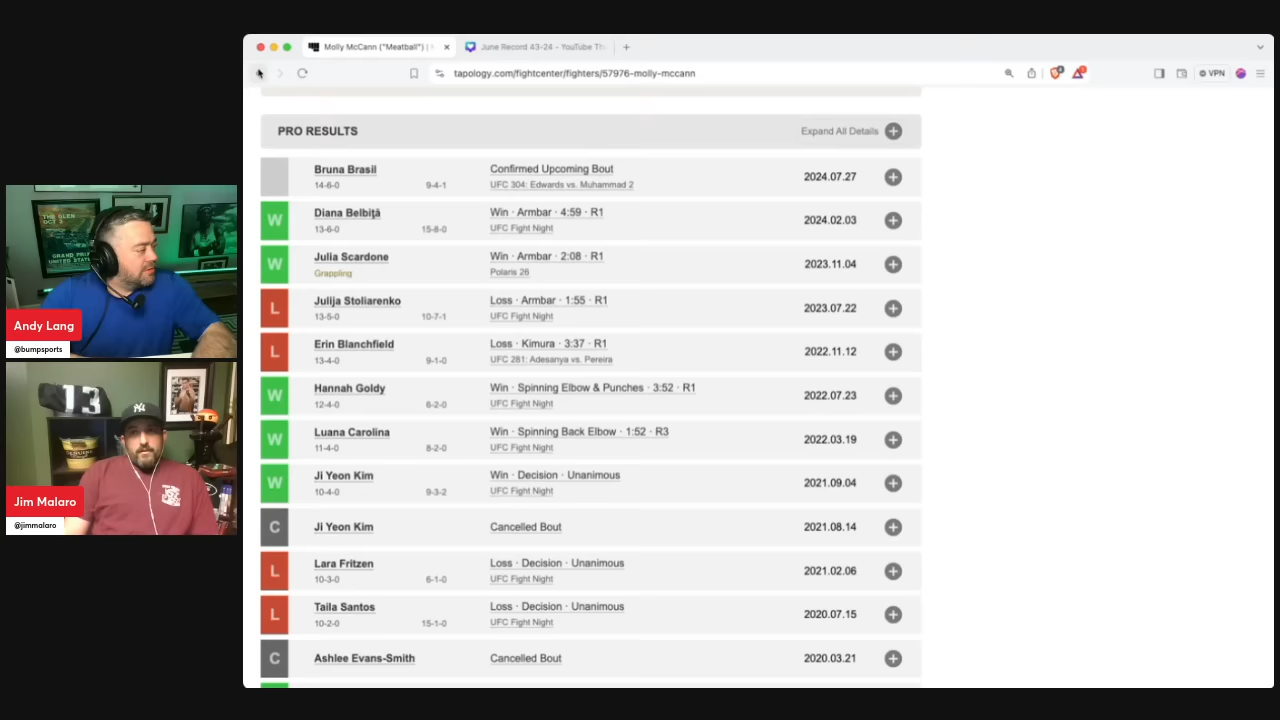 Molly McCann ("Meatball") |
June Record 43-24 - YouTube Th
tapology.com/fightcenter/fighters/57976-molly-mccann
VPN
PRO RESULTS
Expand All Details
Bruna Brasil
Confirmed Upcoming Bout
14-6-0
9-4-1
UFC 304: Edwards vs. Muhammad 2
2024.07.27
W
Diana Belbiţă
Win · Armbar · 4:59 · R1
13-6-0
15-8-0
UFC Fight Night
2024.02.03
W
Julia Scardone
Win · Armbar · 2:08 · R1
Grappling
Polaris 26
2023.11.04
L
Julija Stoliarenko
Loss · Armbar · 1:55 · R1
13-5-0
10-7-1
UFC Fight Night
2023.07.22
L
Erin Blanchfield
Loss · Kimura · 3:37 · R1
13-4-0
9-1-0
UFC 281: Adesanya vs. Pereira
2022.11.12
W
Hannah Goldy
Win · Spinning Elbow & Punches · 3:52 · R1
12-4-0
6-2-0
UFC Fight Night
2022.07.23
W
Luana Carolina
Win · Spinning Back Elbow · 1:52 · R3
11-4-0
8-2-0
UFC Fight Night
2022.03.19
W
Ji Yeon Kim
Win · Decision · Unanimous
10-4-0
9-3-2
UFC Fight Night
2021.09.04
C
Ji Yeon Kim
Cancelled Bout
2021.08.14
L
Lara Fritzen
Loss · Decision · Unanimous
10-3-0
6-1-0
UFC Fight Night
2021.02.06
L
Taila Santos
Loss · Decision · Unanimous
10-2-0
15-1-0
UFC Fight Night
2020.07.15
C
Ashlee Evans-Smith
Cancelled Bout
2020.03.21
THE GLEN
OCT 3
GRAND PRIX
UNITED STATES
Andy Lang
@bumpsports
13
Jim Malaro
@jimmalaro